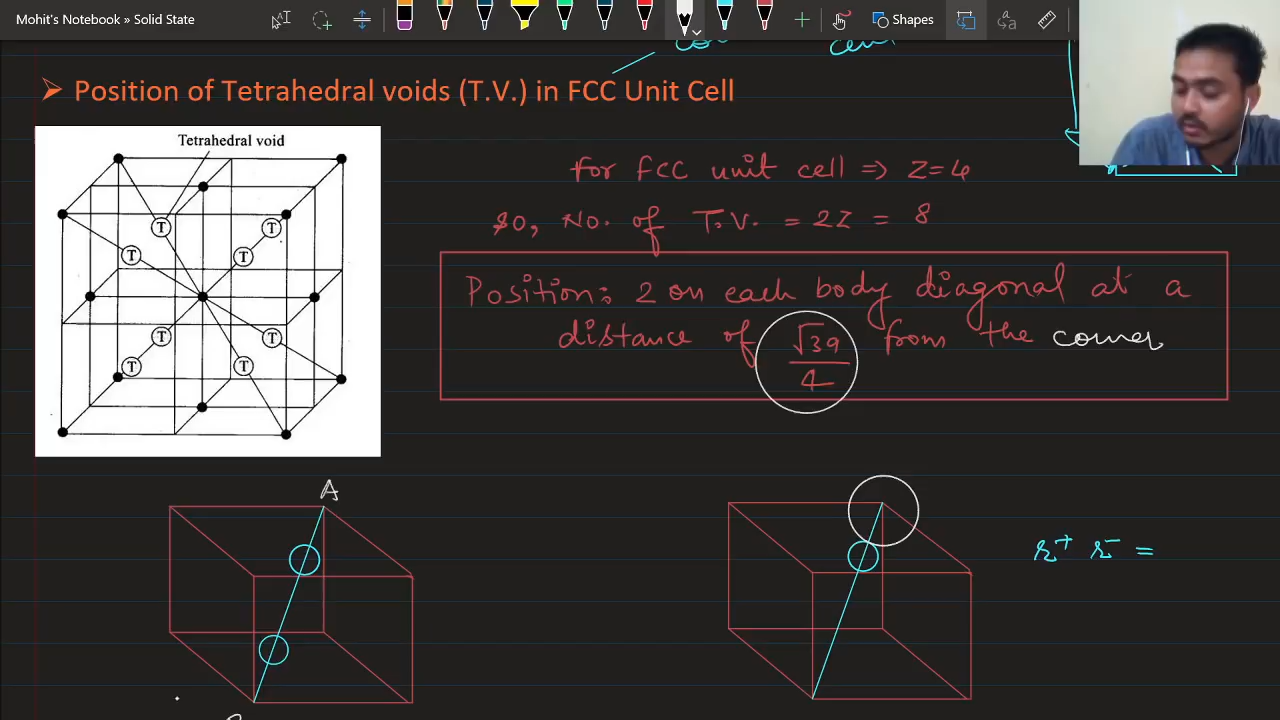 Mohit's Notebook » Solid State
Shapes
➢ Position of Tetrahedral voids (T.V.) in FCC Unit Cell
Tetrahedral void
T
T
T
T
T
T
T
T
for FCC unit cell => Z=4
so, No. of T.V. = 2Z = 8
Position: 2 on each body diagonal at a
distance of √3a/4 from the corner
A
r+ r- =